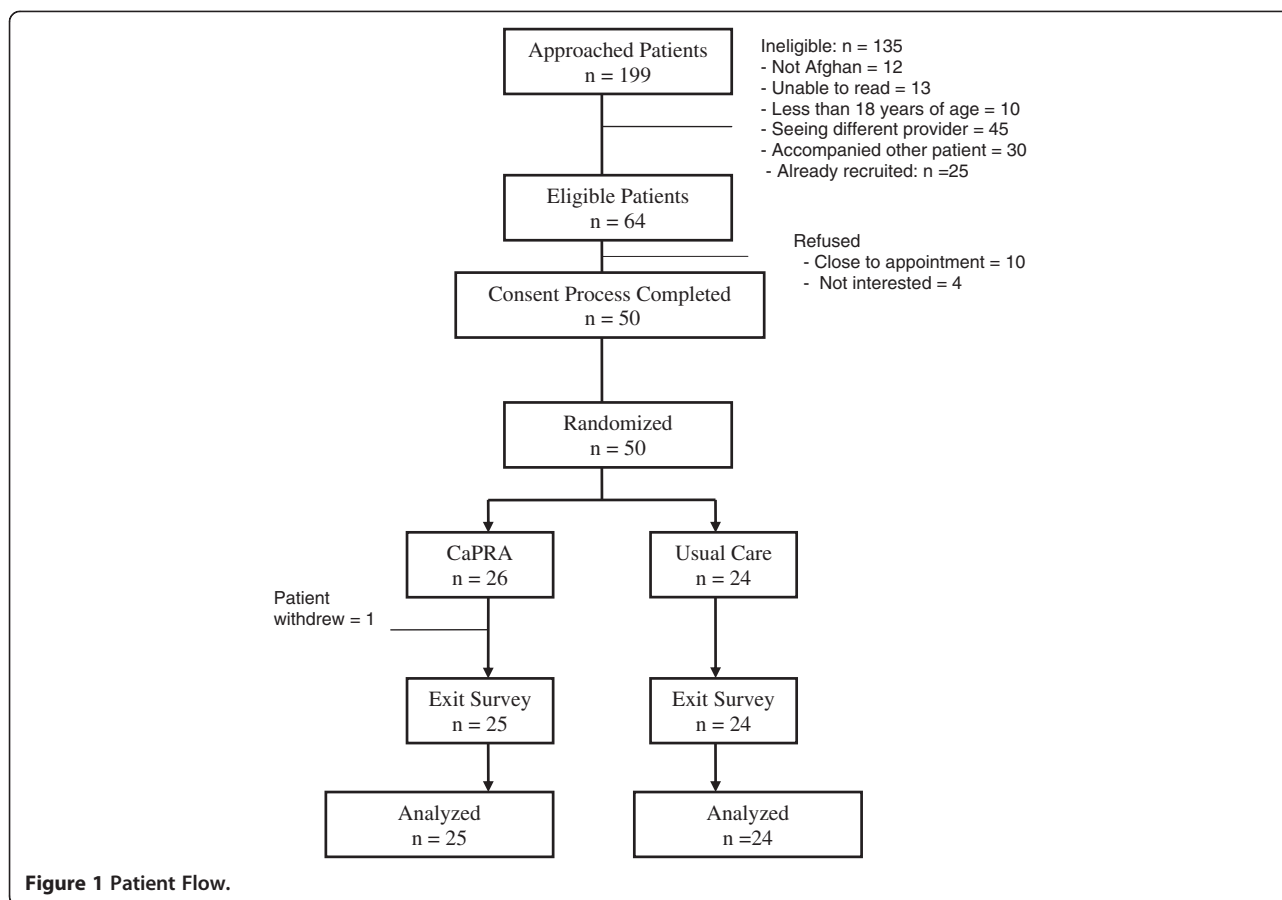 Approached Patients
n = 199
Ineligible: n = 135
- Not Afghan = 12
- Unable to read = 13
- Less than 18 years of age = 10
- Seeing different provider = 45
- Accompanied other patient = 30
- Already recruited: n =25
Eligible Patients
n = 64
Refused
- Close to appointment = 10
- Not interested = 4
Consent Process Completed
n = 50
Randomized
n = 50
CaPRA
n = 26
Usual Care
n = 24
Patient
withdrew = 1
Exit Survey
n = 25
Exit Survey
n = 24
Analyzed
n = 25
Analyzed
n =24
Figure 1 Patient Flow.